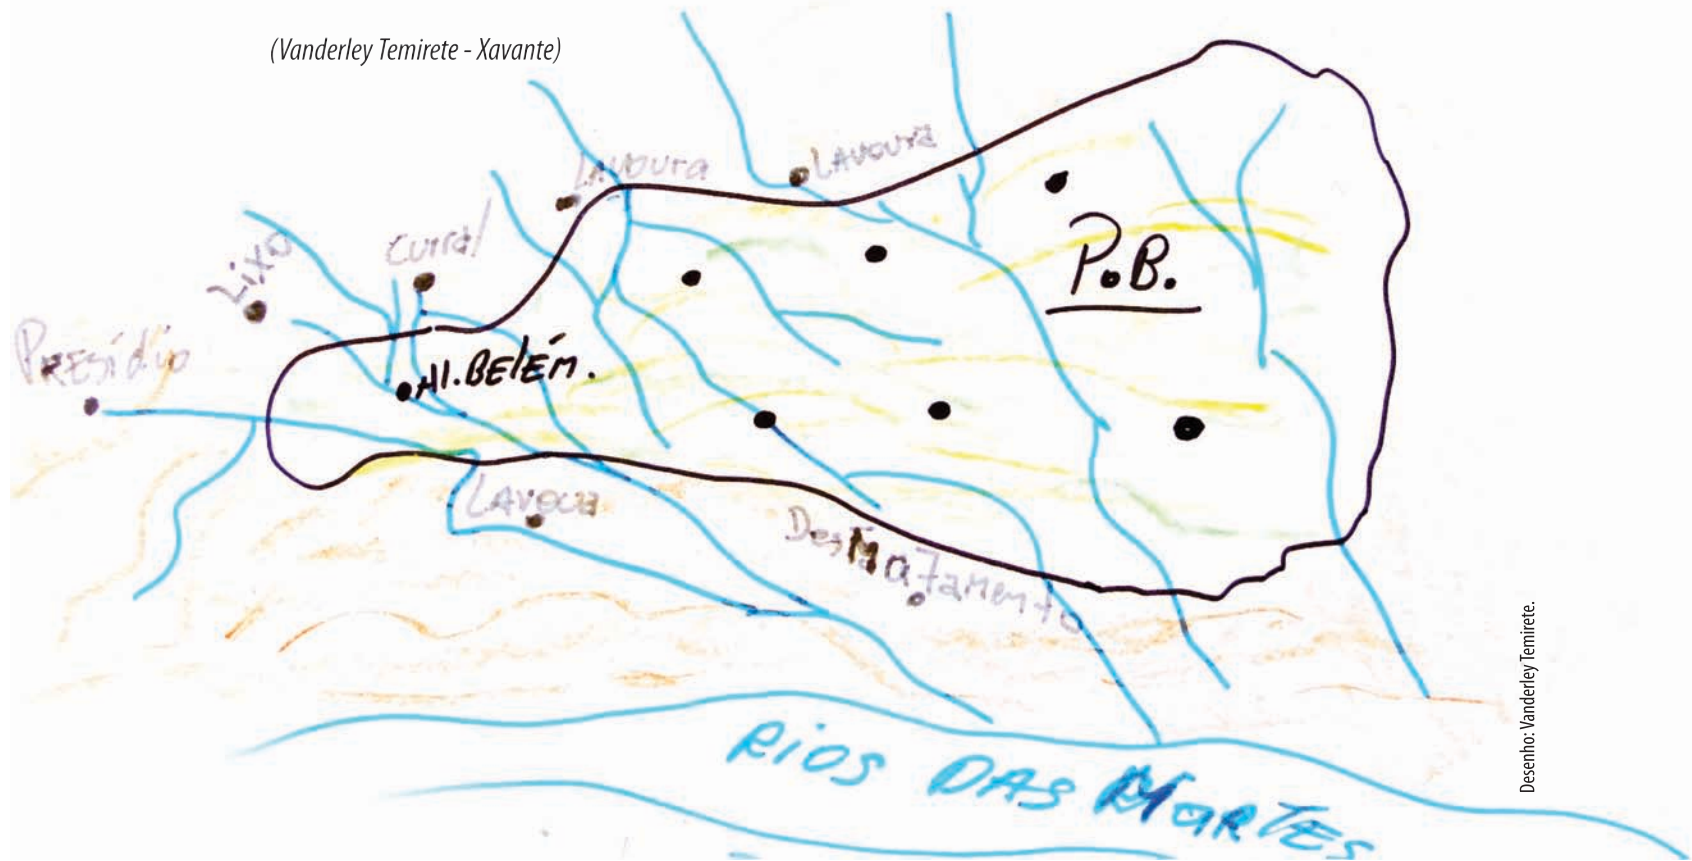 (Vanderley Temirete - Xavante)
Lavoura
Lavoura
Curral
Lixo
P.B.
Presídio
Al. BELÉM.
Lavoura
Desmatamento
RIOS DAS MORTES
Desenho: Vanderley Temirete.